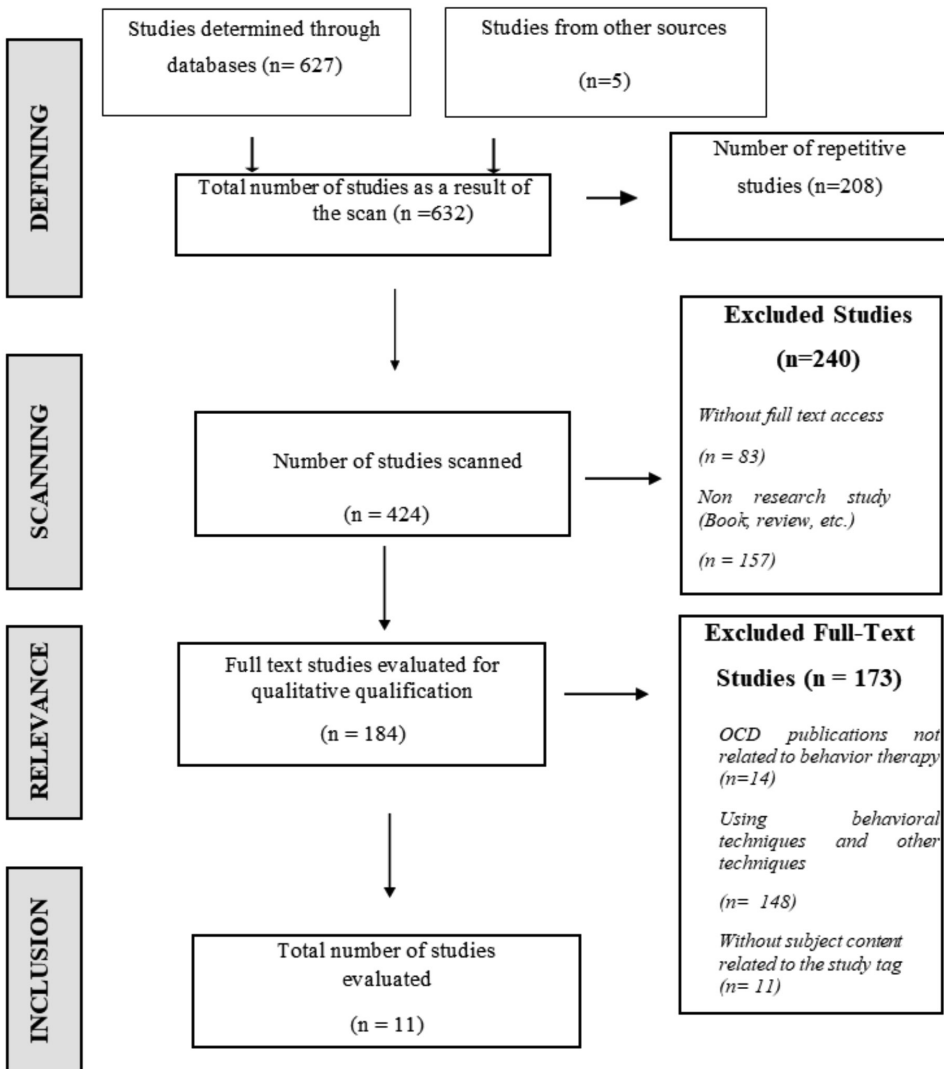 Studies determined through
databases (n= 627)
Studies from other sources
(n=5)
DEFINING
Total number of studies as a result of
the scan (n =632)
Number of repetitive
studies (n=208)
SCANNING
Number of studies scanned
(n = 424)
Excluded Studies
(n=240)
Without full text access
(n = 83)
Non research study
(Book, review, etc.)
(n = 157)
RELEVANCE
Full text studies evaluated for
qualitative qualification
(n = 184)
Excluded Full-Text
Studies (n = 173)
OCD publications not
related to behavior therapy
(n=14)
Using behavioral
techniques and other
techniques
(n= 148)
Without subject content
related to the study tag
(n= 11)
INCLUSION
Total number of studies
evaluated
(n = 11)